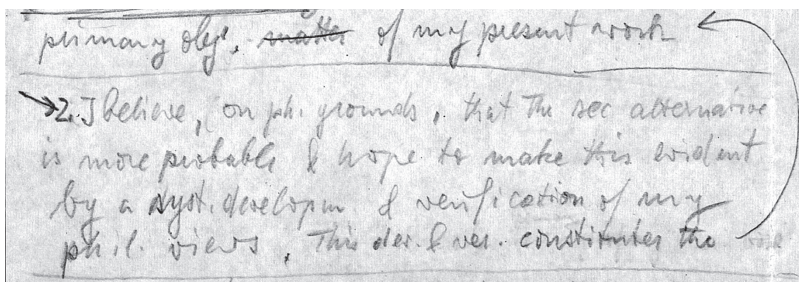 primary obj. matter of my present work
2. I believe, on ph. grounds, that the sec alternative
is more probable & hope to make this evident
by a syst. developm & verification of my
phil. views. This dev. & ver. constitutes the